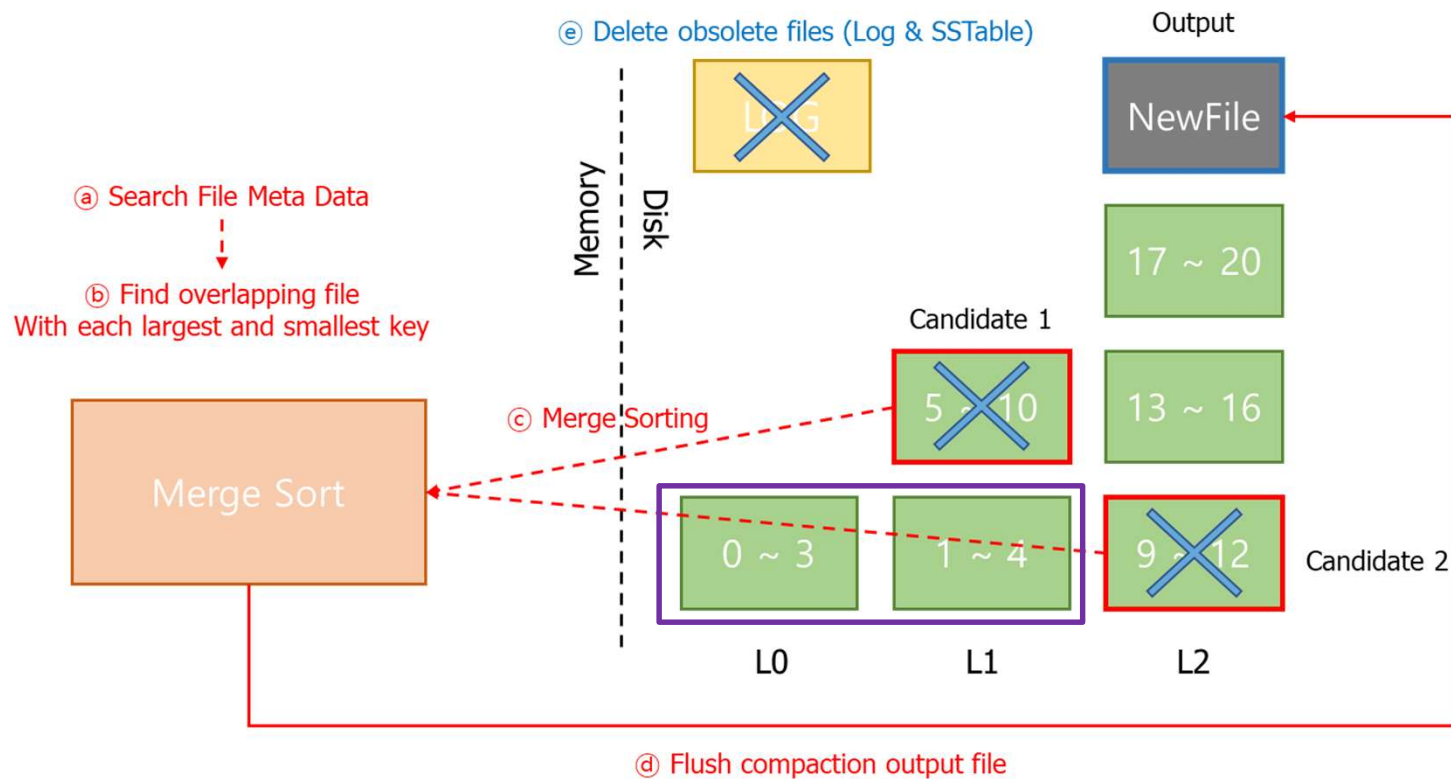 ⓔ Delete obsolete files (Log & SSTable)
Output
LOG
NewFile
Memory
Disk
ⓐ Search File Meta Data
ⓑ Find overlapping file
With each largest and smallest key
17 ~ 20
Candidate 1
ⓒ Merge Sorting
5 ~ 10
13 ~ 16
Merge Sort
0 ~ 3
1 ~ 4
9 ~ 12
Candidate 2
L0
L1
L2
ⓓ Flush compaction output file